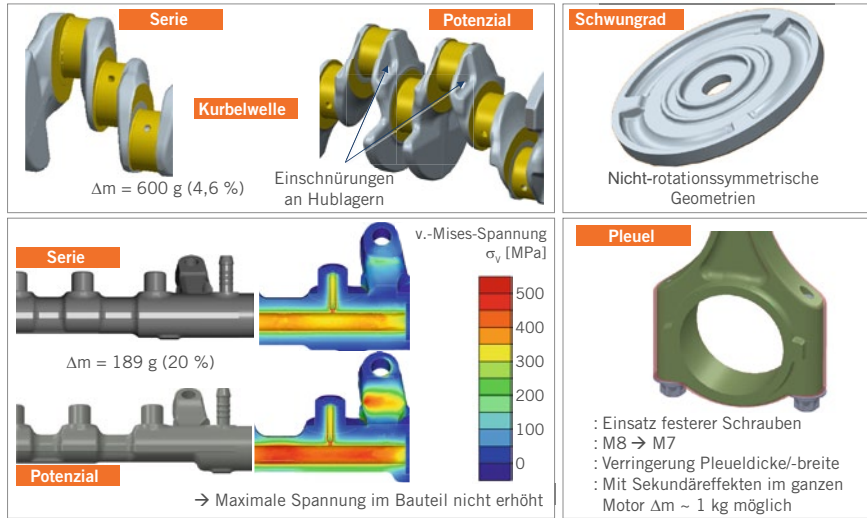 Serie
Potenzial
Kurbelwelle
Δm = 600 g (4,6 %)
Einschnürungen
an Hublagern
Schwungrad
Nicht-rotationssymmetrische
Geometrien
Serie
Δm = 189 g (20 %)
Potenzial
v.-Mises-Spannung
σv [MPa]
500
400
300
200
100
0
→ Maximale Spannung im Bauteil nicht erhöht
Pleuel
: Einsatz festerer Schrauben
: M8 → M7
: Verringerung Pleueldicke/-breite
: Mit Sekundäreffekten im ganzen
Motor Δm ~ 1 kg möglich